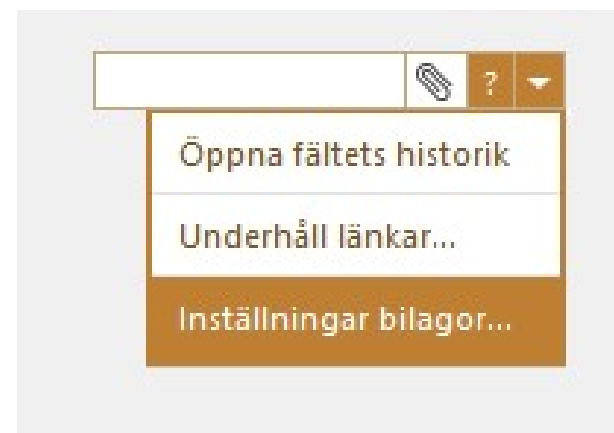 ?
Öppna fältets historik
Underhåll länkar...
Inställningar bilagor...